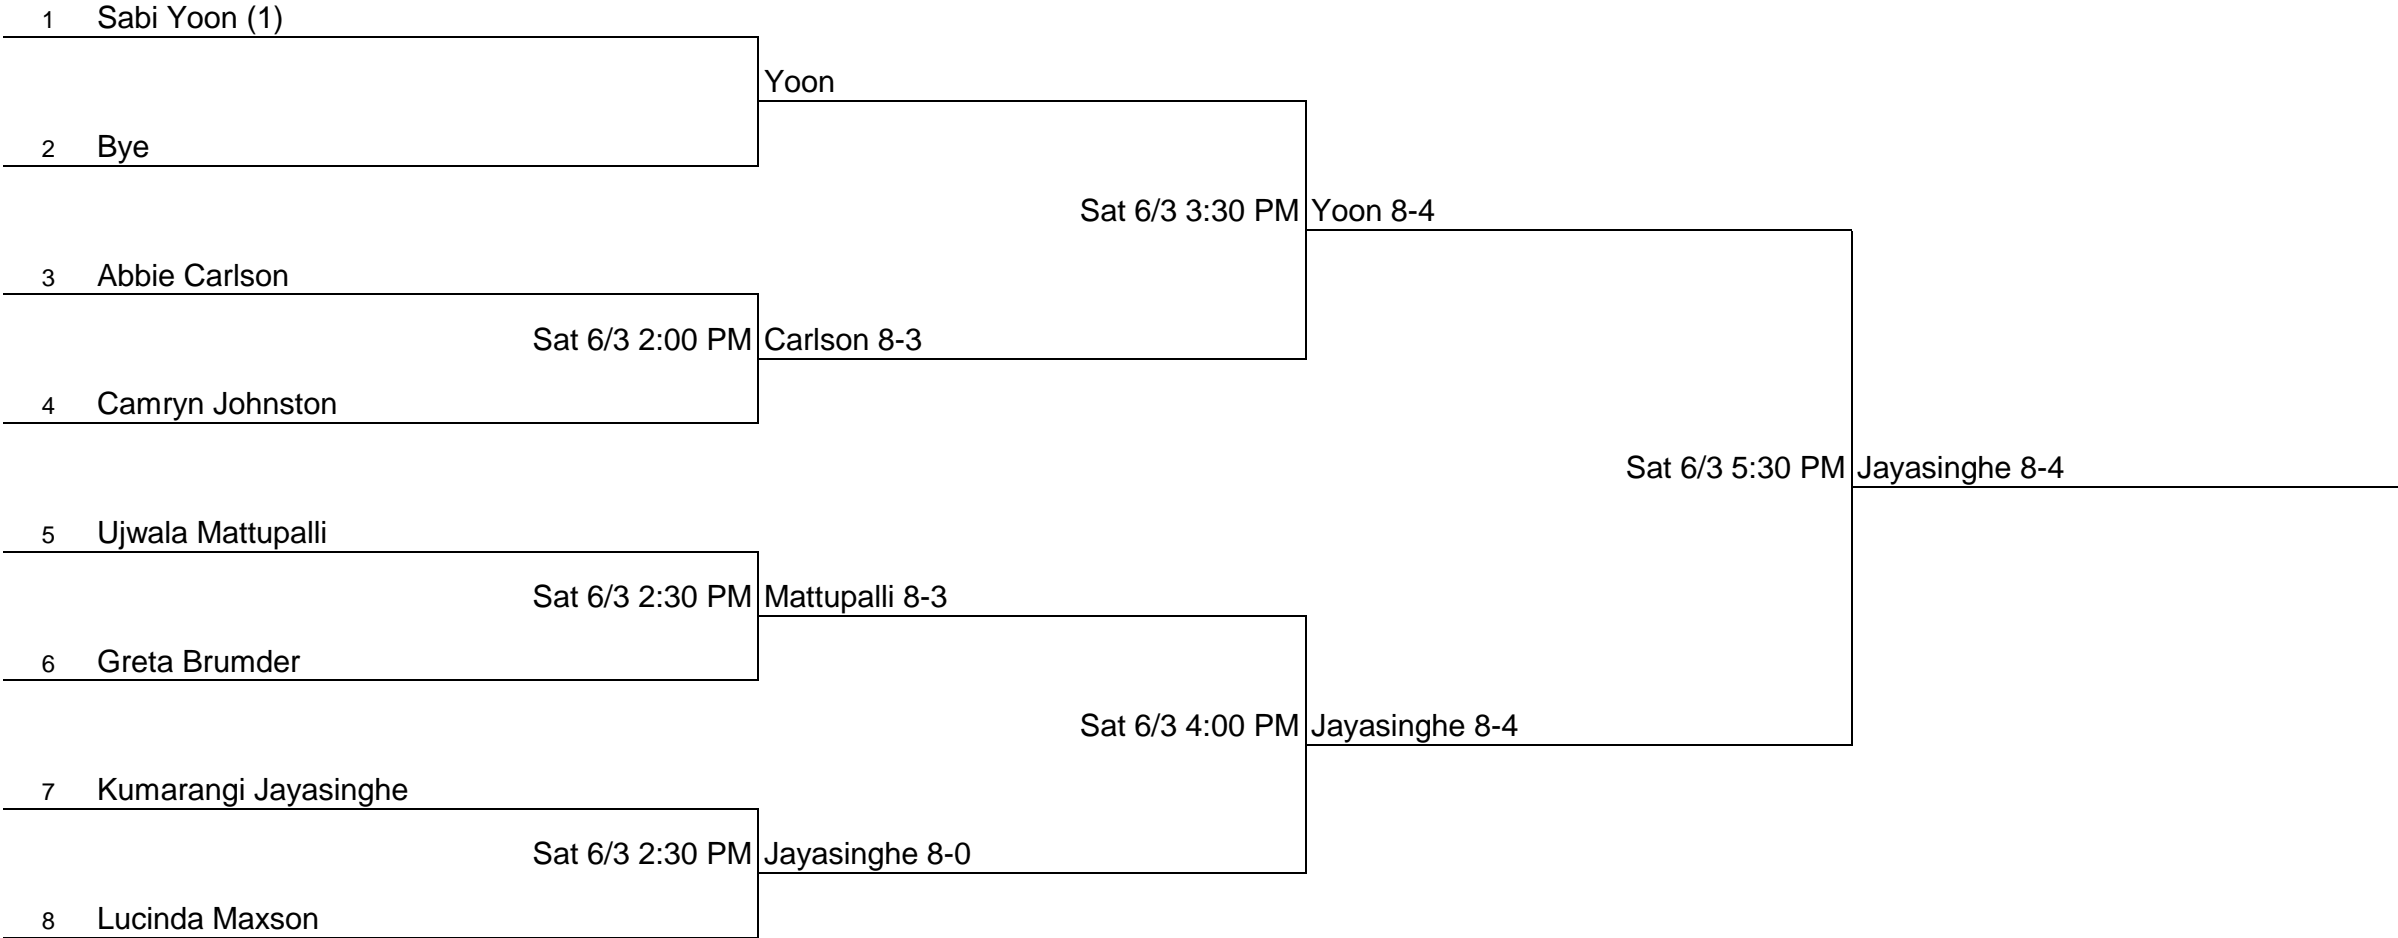 1 Sabi Yoon (1)
Yoon
2 Bye
Sat 6/3 3:30 PM Yoon 8-4
3 Abbie Carlson
Sat 6/3 2:00 PM Carlson 8-3
4 Camryn Johnston
Sat 6/3 5:30 PM Jayasinghe 8-4
5 Ujwala Mattupalli
Sat 6/3 2:30 PM Mattupalli 8-3
6 Greta Brumder
Sat 6/3 4:00 PM Jayasinghe 8-4
7 Kumarangi Jayasinghe
Sat 6/3 2:30 PM Jayasinghe 8-0
8 Lucinda Maxson